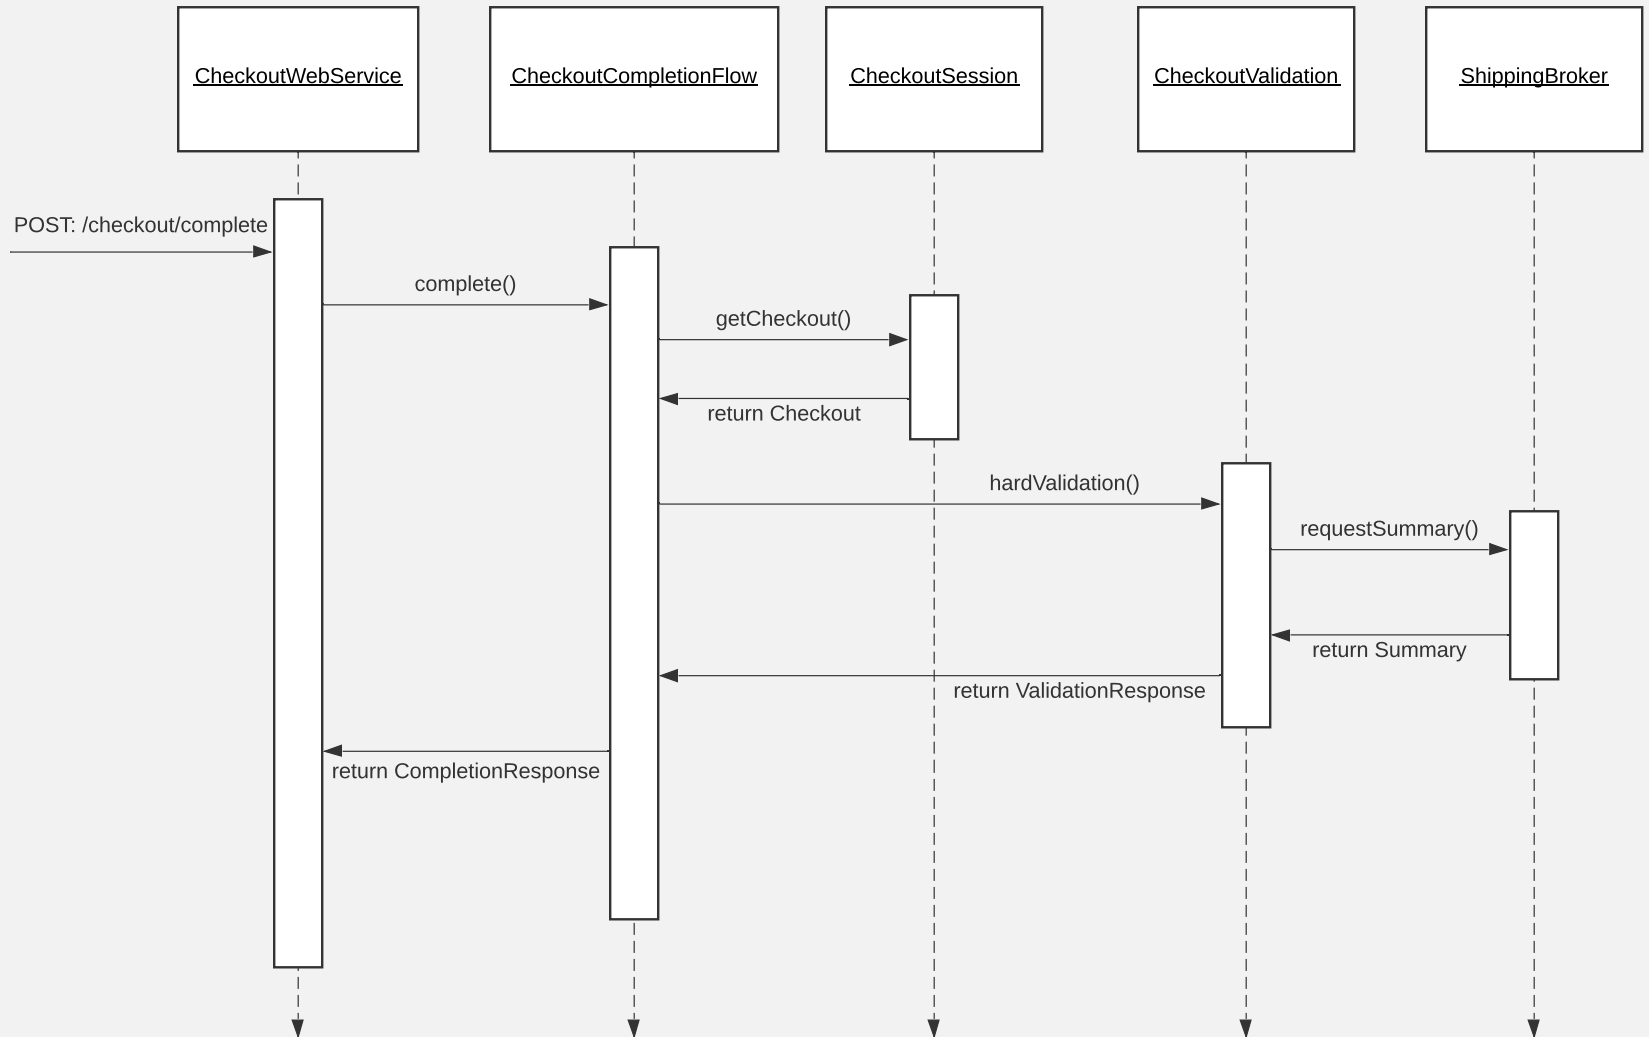 CheckoutWebService
CheckoutCompletionFlow
CheckoutSession
CheckoutValidation
ShippingBroker
POST: /checkout/complete
complete()
getCheckout()
return Checkout
hardValidation()
requestSummary()
return Summary
return ValidationResponse
return CompletionResponse